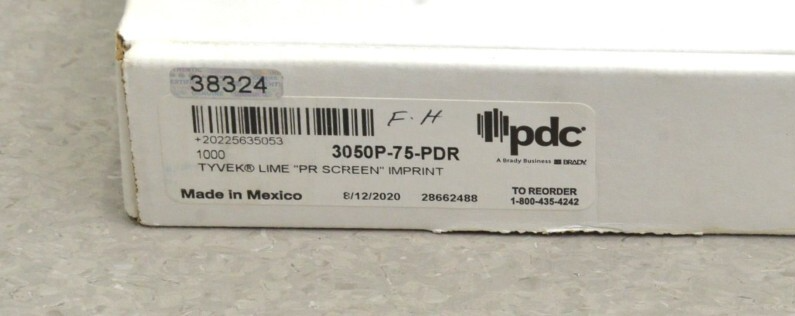 38324
F.H
+20225635053
1000
3050P-75-PDR
TYVEK® LIME "PR SCREEN" IMPRINT
Made in Mexico
8/12/2020
28662488
pdc
A Brady Business BRADY
TO REORDER
1-800-435-4242